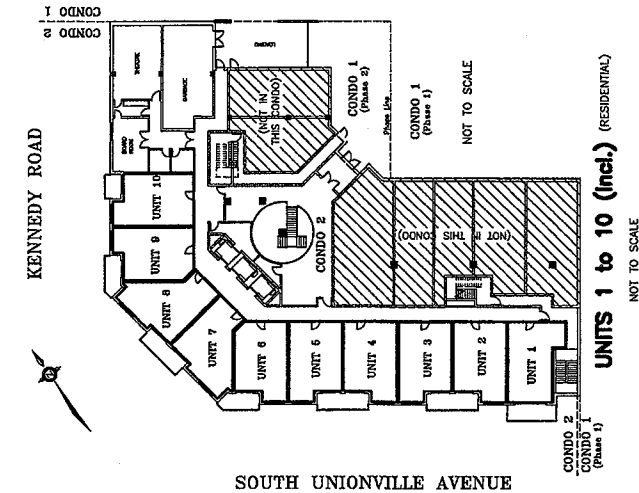 CONDO 1
CONDO 2
KENNEDY ROAD
LOADING
GARBAGE
BOARD ROOM
(NOT IN
THIS CONDO)
CONDO 1
(Phase 2)
Phase Line
CONDO 1
(Phase 1)
NOT TO SCALE
UNIT 10
UNIT 9
UNIT 8
UNIT 7
UNIT 6
UNIT 5
UNIT 4
UNIT 3
UNIT 2
UNIT 1
CONDO 2
(NOT IN THIS CONDO)
CONDO 2
CONDO 1
(Phase 1)
SOUTH UNIONVILLE AVENUE
UNITS 1 to 10 (Incl.) (RESIDENTIAL)
NOT TO SCALE